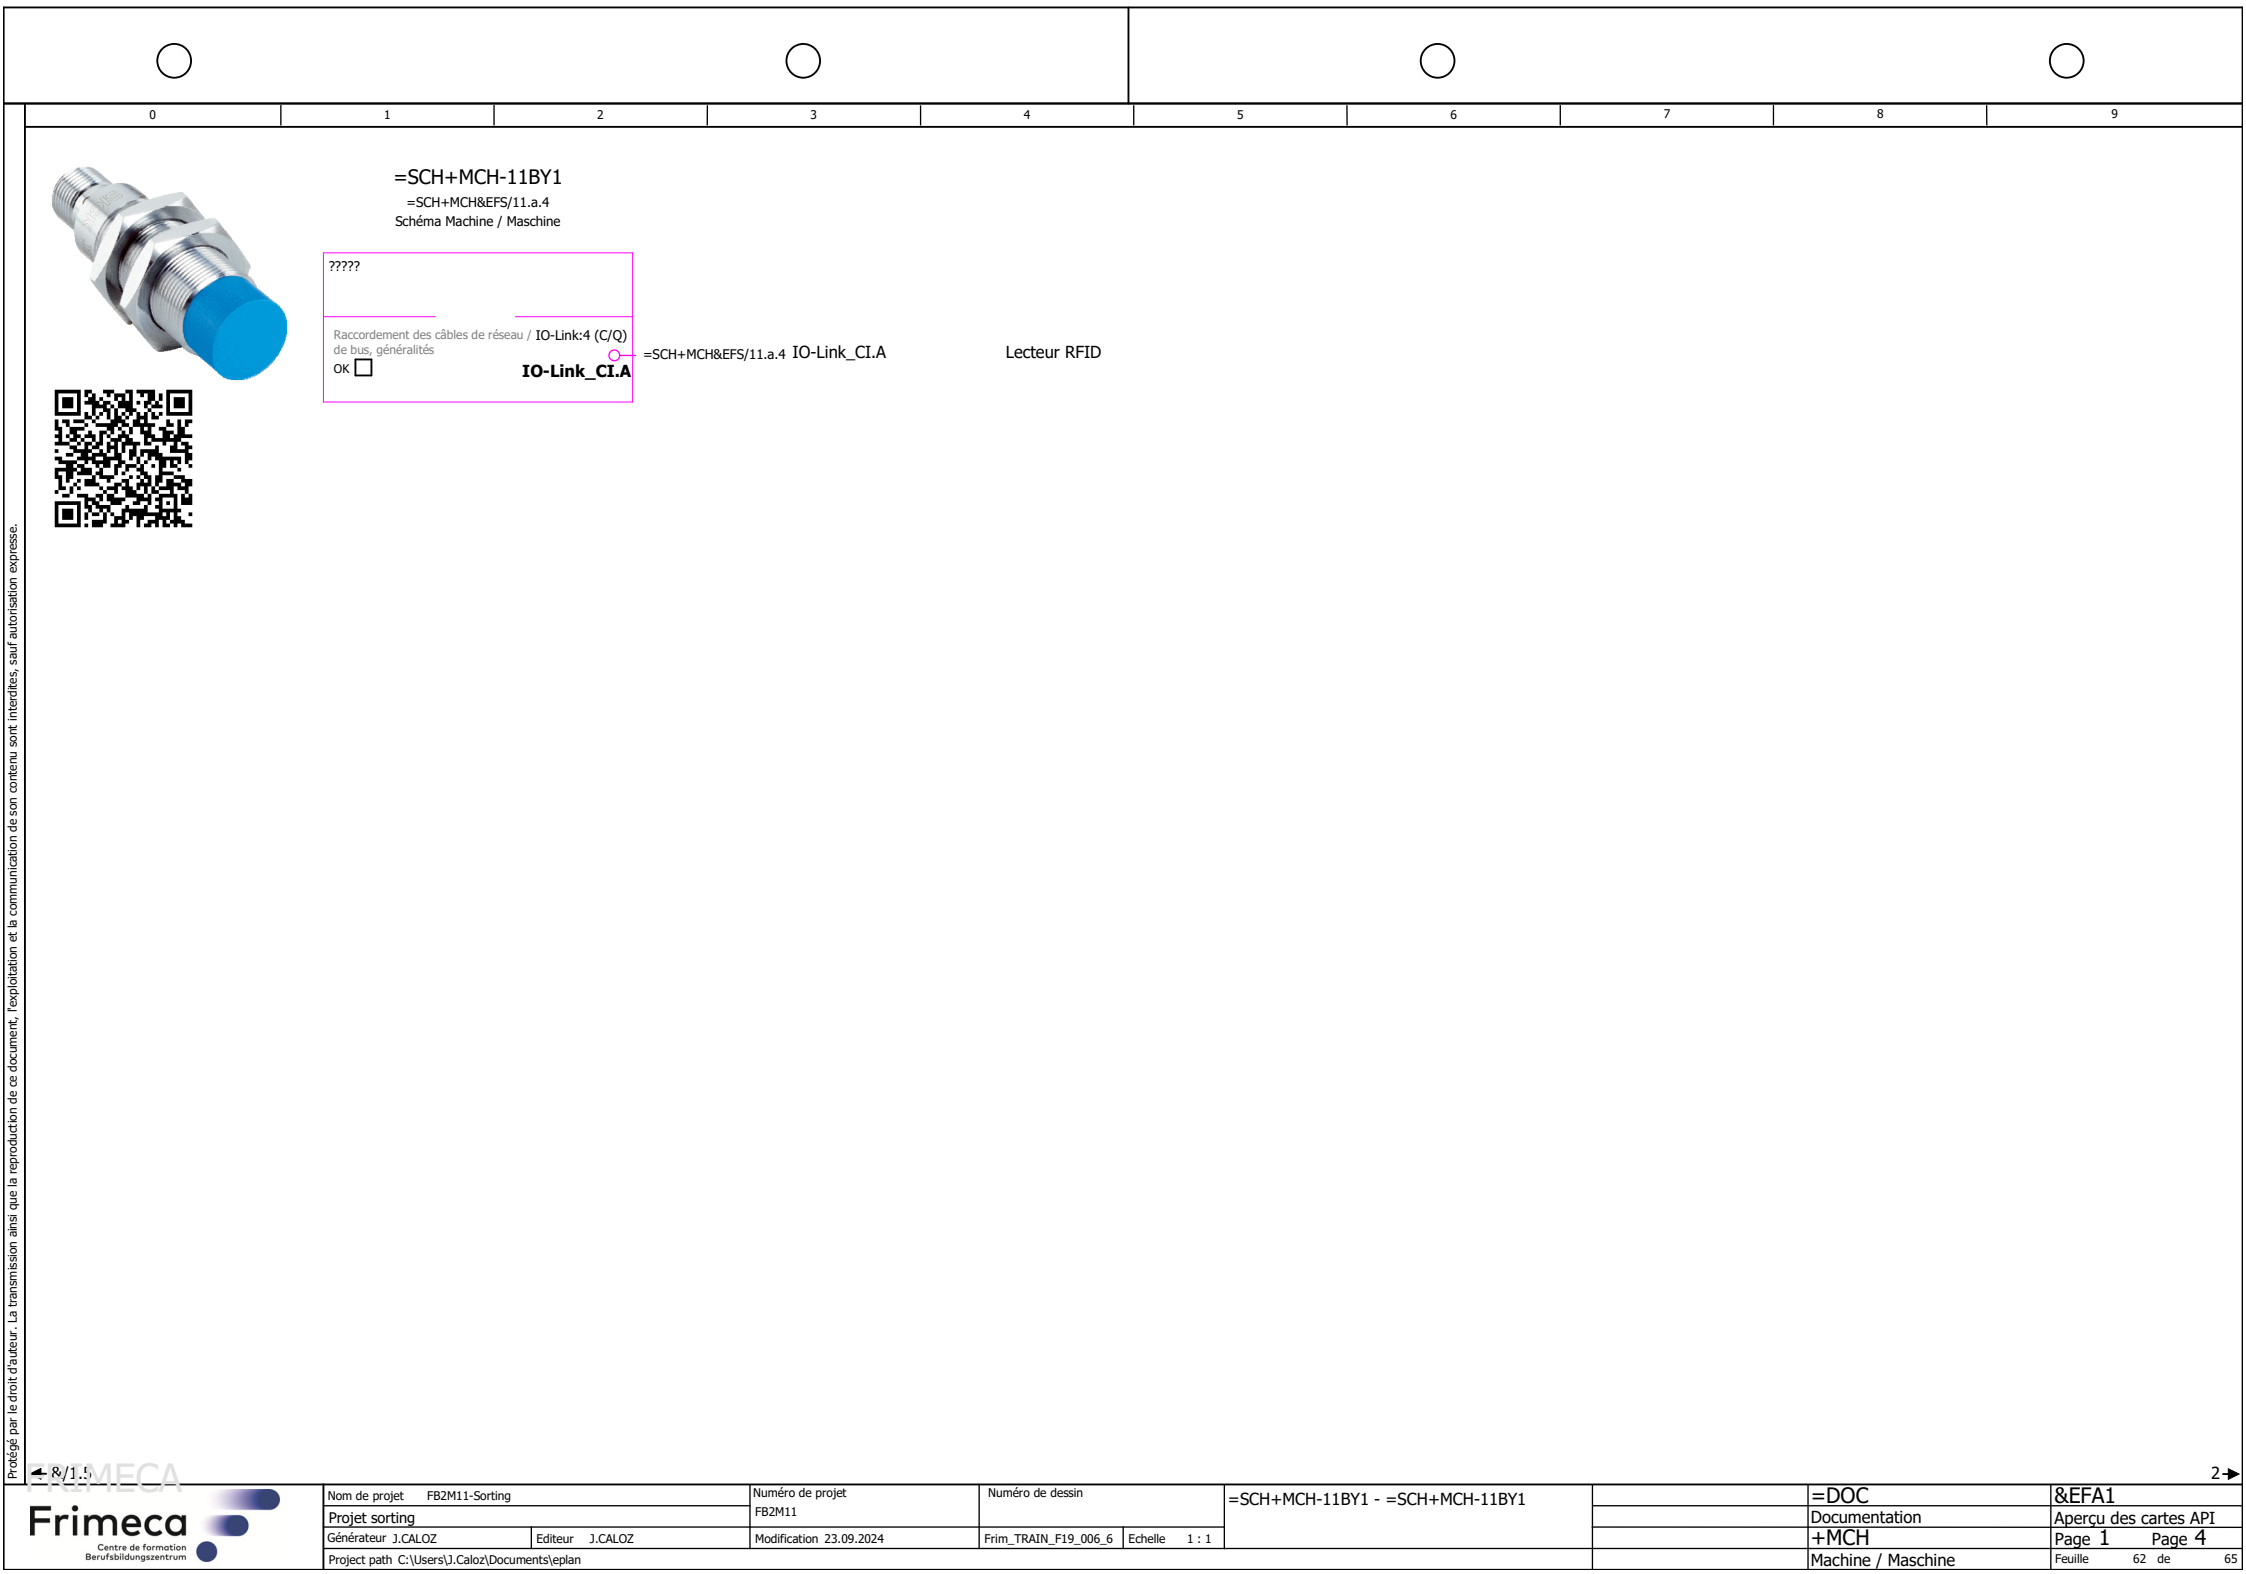 0 1 2 3 4 5 6 7 8 9
=SCH+MCH-11BY1
=SCH+MCH&EFS/11.a.4
Schéma Machine / Maschine
?????
Raccordement des câbles de réseau / IO-Link:4 (C/Q)
de bus, généralités
OK
IO-Link_CI.A
=SCH+MCH&EFS/11.a.4 IO-Link_CI.A Lecteur RFID
Protégé par le droit d'auteur. La transmission ainsi que la reproduction de ce document, l'exploitation et la communication de son contenu sont interdites, sauf autorisation expresse.
FRIMECA
&/1.5
2
Frimeca
Centre de formation
Berufsbildungszentrum
Nom de projet FB2M11-Sorting
Projet sorting
Générateur J.CALOZ Editeur J.CALOZ
Project path C:\Users\J.Caloz\Documents\eplan
Numéro de projet
FB2M11
Modification 23.09.2024
Numéro de dessin
Frim_TRAIN_F19_006_6 Echelle 1 : 1
=SCH+MCH-11BY1 - =SCH+MCH-11BY1
=DOC
Documentation
+MCH
Machine / Maschine
&EFA1
Aperçu des cartes API
Page 1 Page 4
Feuille 62 de 65